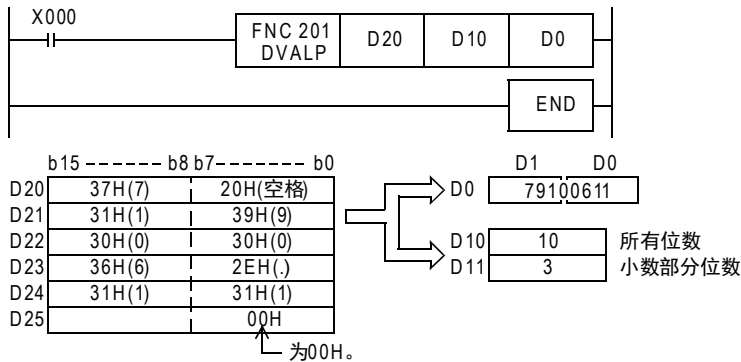 X000
FNC 201 DVALP D20 D10 D0
END
b15 ------- b8 b7-------- b0
D20 37H(7) 20H(空格)
D21 31H(1) 39H(9)
D22 30H(0) 30H(0)
D23 36H(6) 2EH(.)
D24 31H(1) 31H(1)
D25 00H
为00H。
D1 D0
D0 79100611
D10 10 所有位数
D11 3 小数部分位数